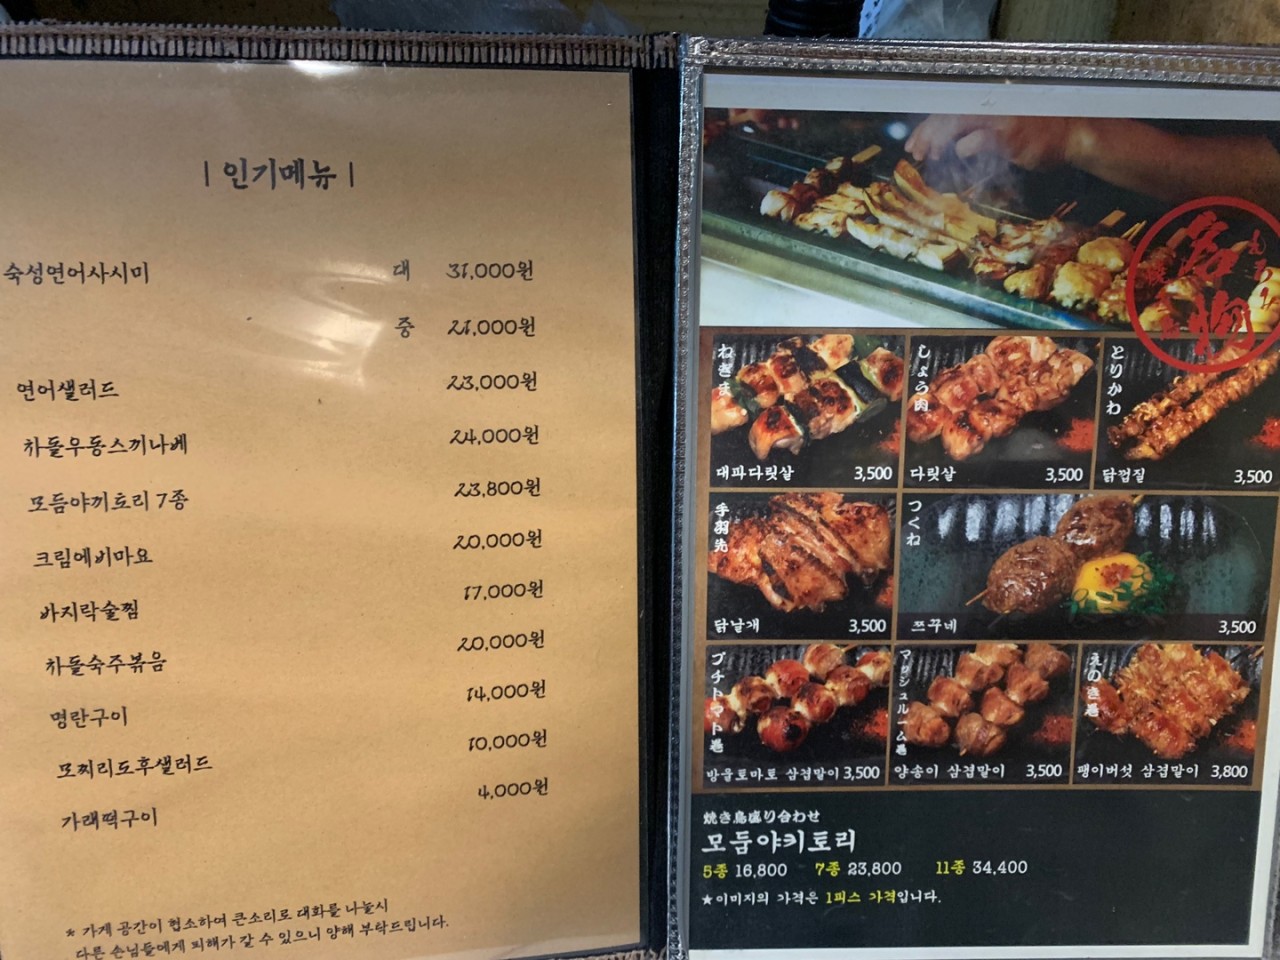 | 인기메뉴 |
숙성연어사시미 대 31,000원
중 21,000원
연어샐러드 23,000원
차돌우동스끼나베 24,000원
모듬야끼토리 7종 23,800원
크림에비마요 20,000원
바지락술찜 17,000원
차돌숙주볶음 20,000원
명란구이 14,000원
모찌리도후샐러드 10,000원
가래떡구이 4,000원
* 가게 공간이 협소하여 큰소리로 대화를 나눌시
다른 손님들에게 피해가 갈 수 있으니 양해 부탁드립니다.
ねぎま
대파다릿살 3,500
しょう肉
다릿살 3,500
とりかわ
닭껍질 3,500
手羽先
닭날개 3,500
つくね
쯔꾸네 3,500
プチトマト巻
방울토마토 삼겹말이 3,500
マッシュルーム巻
양송이 삼겹말이 3,500
えのき巻
팽이버섯 삼겹말이 3,800
焼き鳥盛り合わせ
모듬야키토리
5종 16,800 7종 23,800 11종 34,400
★이미지의 가격은 1피스 가격입니다.